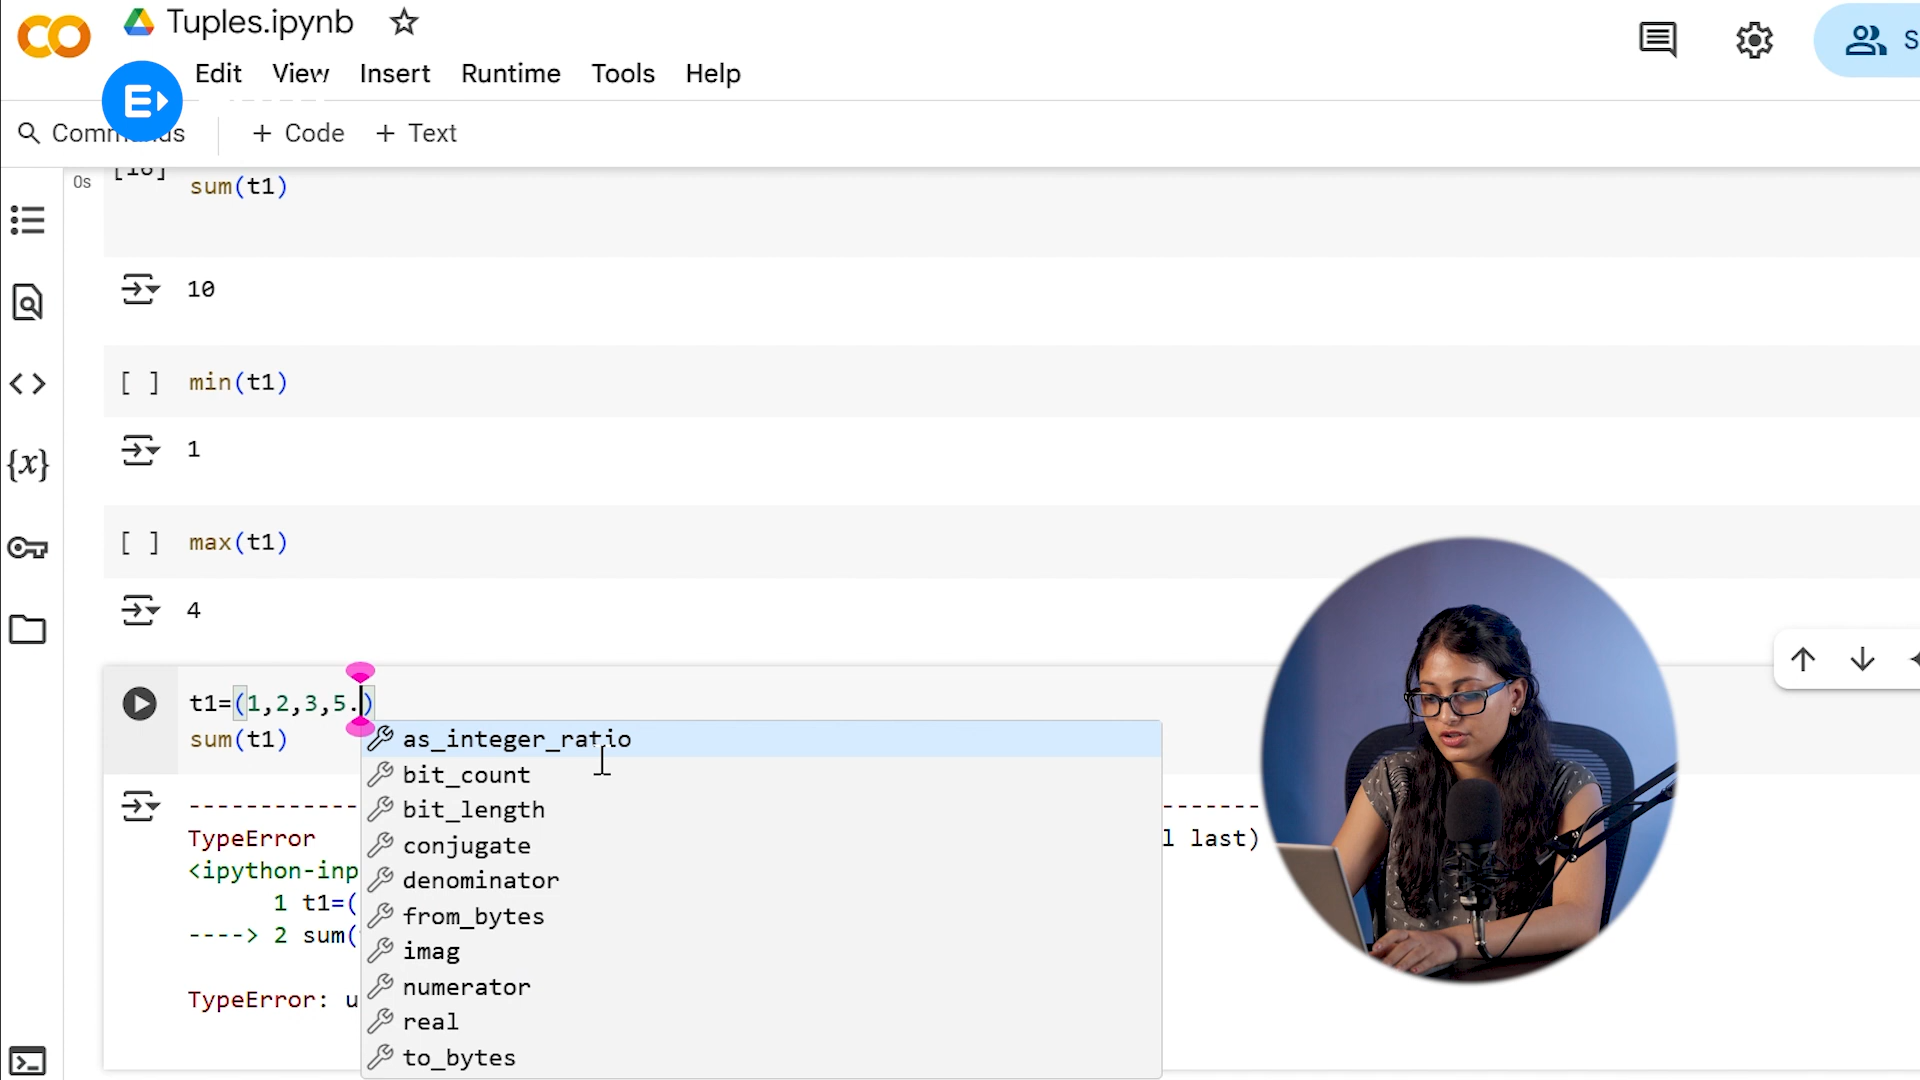 Tuples.ipynb
Edit View Insert Runtime Tools Help
S
E
+ Code + Text
0s
sum(t1)
10
[ ] min(t1)
1
[ ] max(t1)
4
t1=(1,2,3,5.)
sum(t1)
as_integer_ratio
bit_count
bit_length
conjugate
denominator
from_bytes
imag
numerator
real
to_bytes
------------ -------
TypeError l last)
<ipython-inp
1 t1=(
----> 2 sum(
TypeError: u